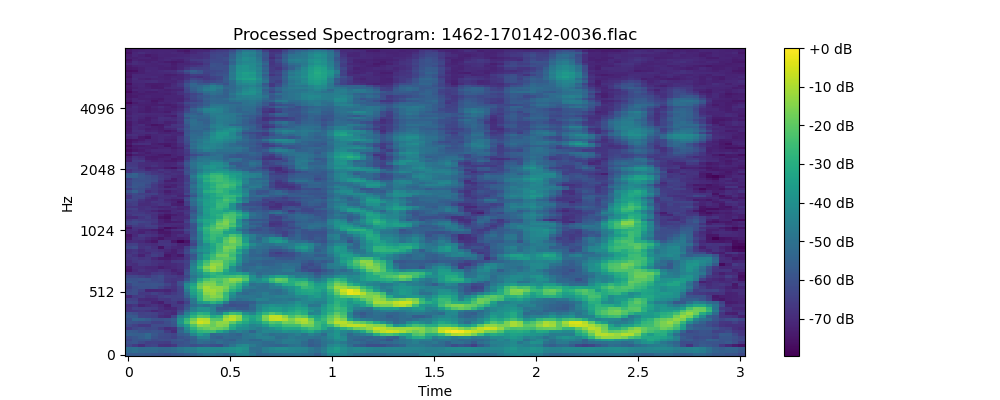 Processed Spectrogram: 1462-170142-0036.flac
Hz
4096
2048
1024
512
0
0
0.5
1
1.5
2
2.5
3
Time
+0 dB
-10 dB
-20 dB
-30 dB
-40 dB
-50 dB
-60 dB
-70 dB